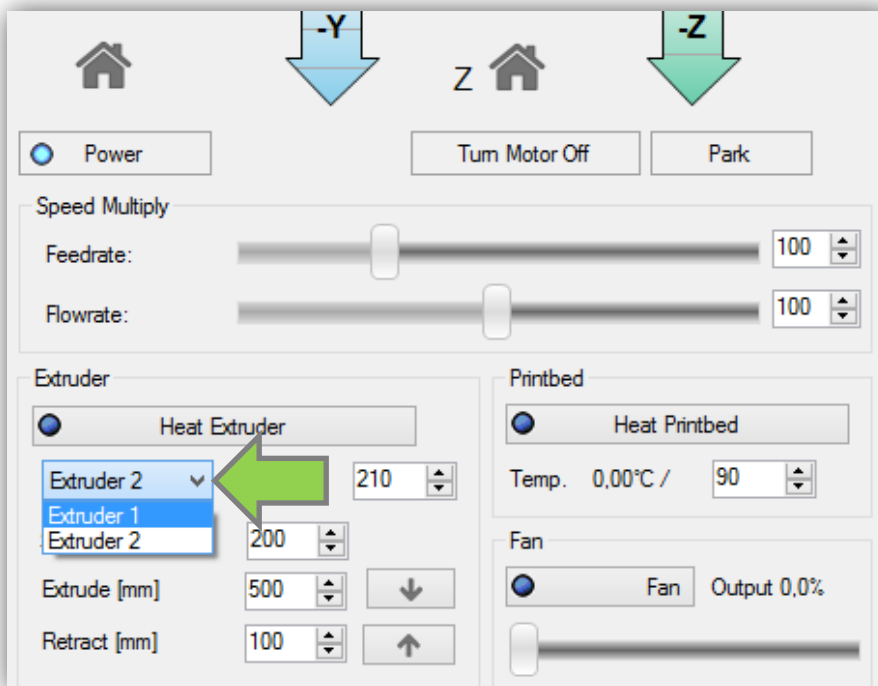 -Y
-Z
Z
Power
Turn Motor Off
Park
Speed Multiply
Feedrate:
100
Flowrate:
100
Extruder
Heat Extruder
Extruder 2
210
Extruder 1
Extruder 2
200
Extrude [mm]
500
Retract [mm]
100
Printbed
Heat Printbed
Temp. 0,00°C / 90
Fan
Fan
Output 0,0%